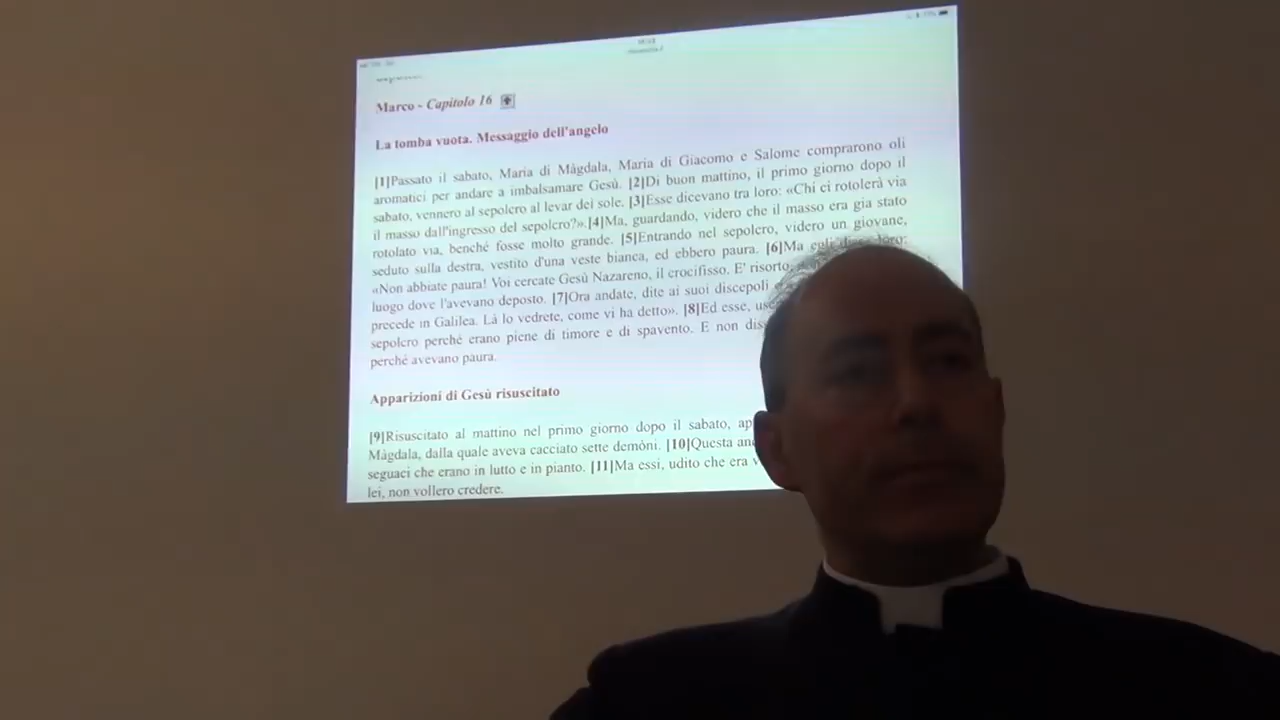 Marco - Capitolo 16
La tomba vuota. Messaggio dell'angelo
[1]Passato il sabato, Maria di Màgdala, Maria di Giacomo e Salome comprarono oli
aromatici per andare a imbalsamare Gesù. [2]Di buon mattino, il primo giorno dopo il
sabato, vennero al sepolcro al levar del sole. [3]Esse dicevano tra loro: «Chi ci rotolerà via
il masso dall'ingresso del sepolcro?».[4]Ma, guardando, videro che il masso era già stato
rotolato via, benché fosse molto grande. [5]Entrando nel sepolcro, videro un giovane,
seduto sulla destra, vestito d'una veste bianca, ed ebbero paura. [6]Ma egli disse loro:
«Non abbiate paura! Voi cercate Gesù Nazareno, il crocifisso. E' risorto,
luogo dove l'avevano deposto. [7]Ora andate, dite ai suoi discepoli
precede in Galilea. Là lo vedrete, come vi ha detto». [8]Ed esse,
sepolcro perché erano piene di timore e di spavento. E non
perché avevano paura.
Apparizioni di Gesù risuscitato
[9]Risuscitato al mattino nel primo giorno dopo il sabato, ap
Màgdala, dalla quale aveva cacciato sette demòni. [10]Questa
seguaci che erano in lutto e in pianto. [11]Ma essi, udito che era
lei, non vollero credere.